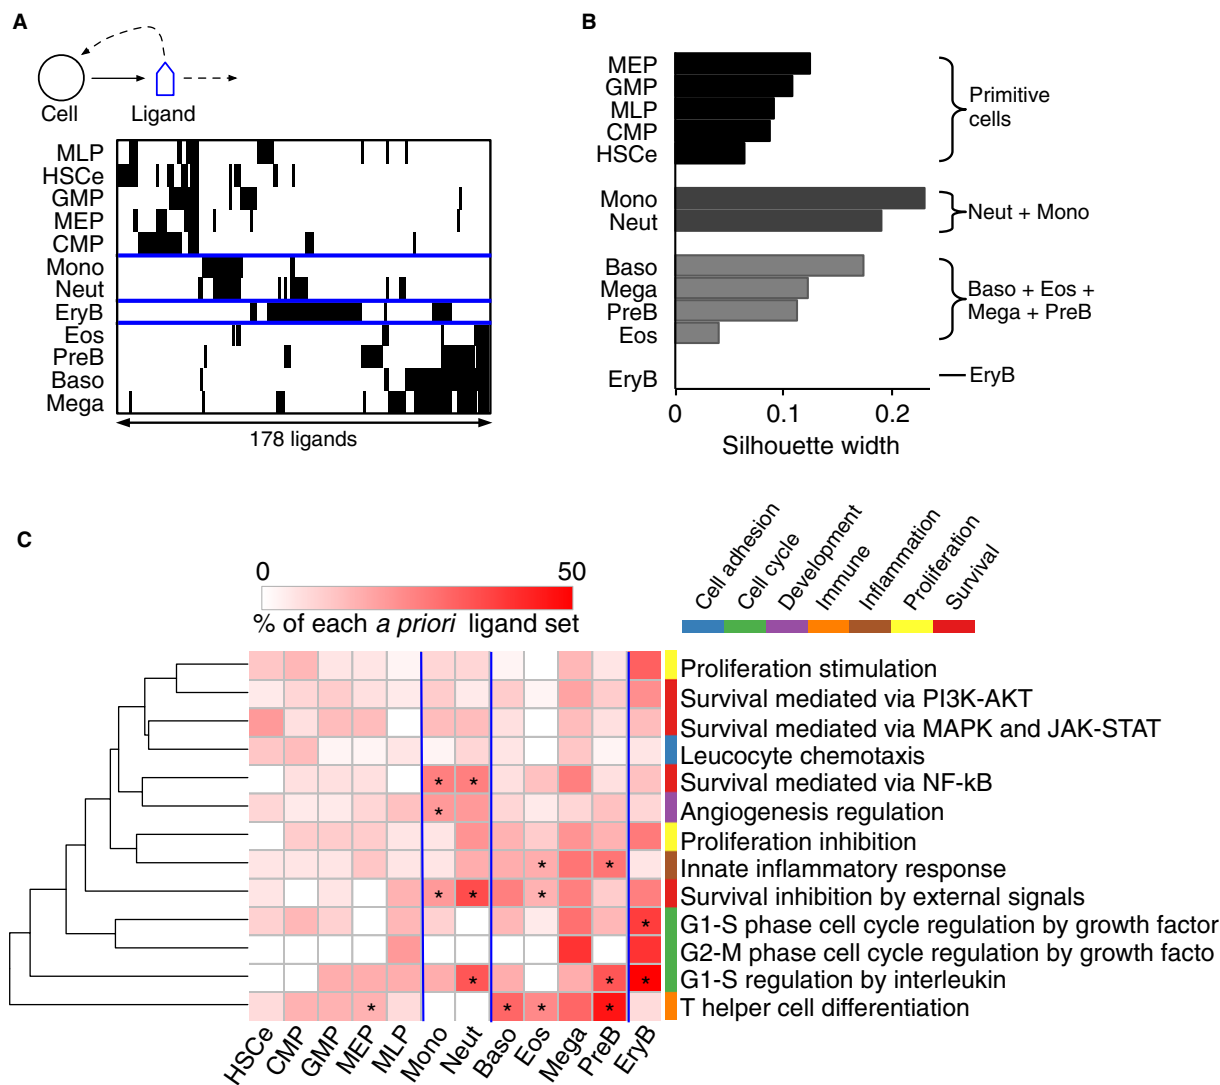 A
Cell
Ligand
MLP
HSCe
GMP
MEP
CMP
Mono
Neut
EryB
Eos
PreB
Baso
Mega
178 ligands
B
MEP
GMP
MLP
CMP
HSCe
Primitive
cells
Mono
Neut
Neut + Mono
Baso
Mega
PreB
Eos
Baso + Eos +
Mega + PreB
EryB
EryB
0 0.1 0.2
Silhouette width
C
0 50
% of each a priori ligand set
Cell adhesion
Cell cycle
Development
Immune
Inflammation
Proliferation
Survival
Proliferation stimulation
Survival mediated via PI3K-AKT
Survival mediated via MAPK and JAK-STAT
Leucocyte chemotaxis
* * Survival mediated via NF-kB
* Angiogenesis regulation
Proliferation inhibition
* * Innate inflammatory response
* * * Survival inhibition by external signals
* G1-S phase cell cycle regulation by growth factor
G2-M phase cell cycle regulation by growth facto
* * * G1-S regulation by interleukin
* * * * T helper cell differentiation
HSCe
CMP
GMP
MEP
MLP
Mono
Neut
Baso
Eos
Mega
PreB
EryB